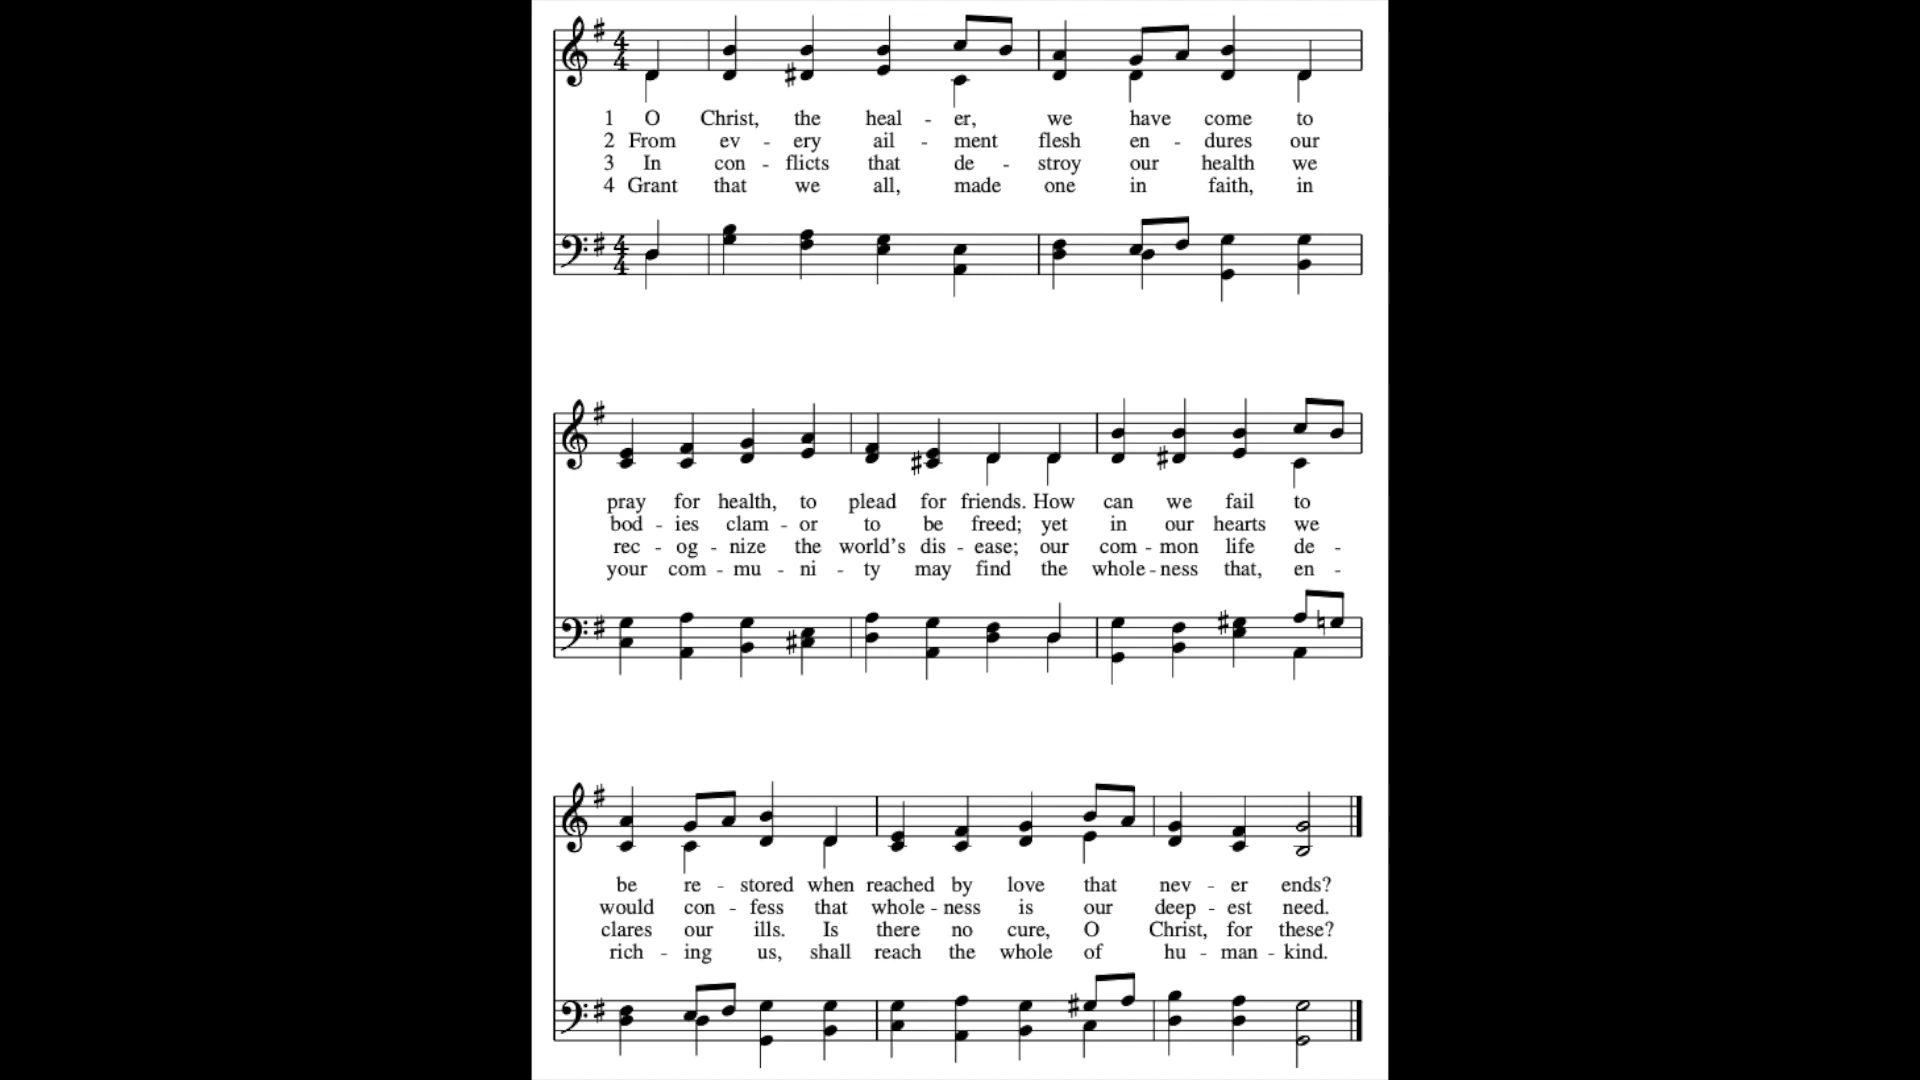 1 O Christ, the heal - er, we have come to
2 From ev - ery ail - ment flesh en - dures our
3 In con - flicts that de - stroy our health we
4 Grant that we all, made one in faith, in
pray for health, to plead for friends. How can we fail to
bod - ies clam - or to be freed; yet in our hearts we
rec - og - nize the world's dis - ease; our com - mon life de -
your com - mu - ni - ty may find the whole - ness that, en -
be re - stored when reached by love that nev - er ends?
would con - fess that whole - ness is our deep - est need.
clares our ills. Is there no cure, O Christ, for these?
rich - ing us, shall reach the whole of hu - man - kind.